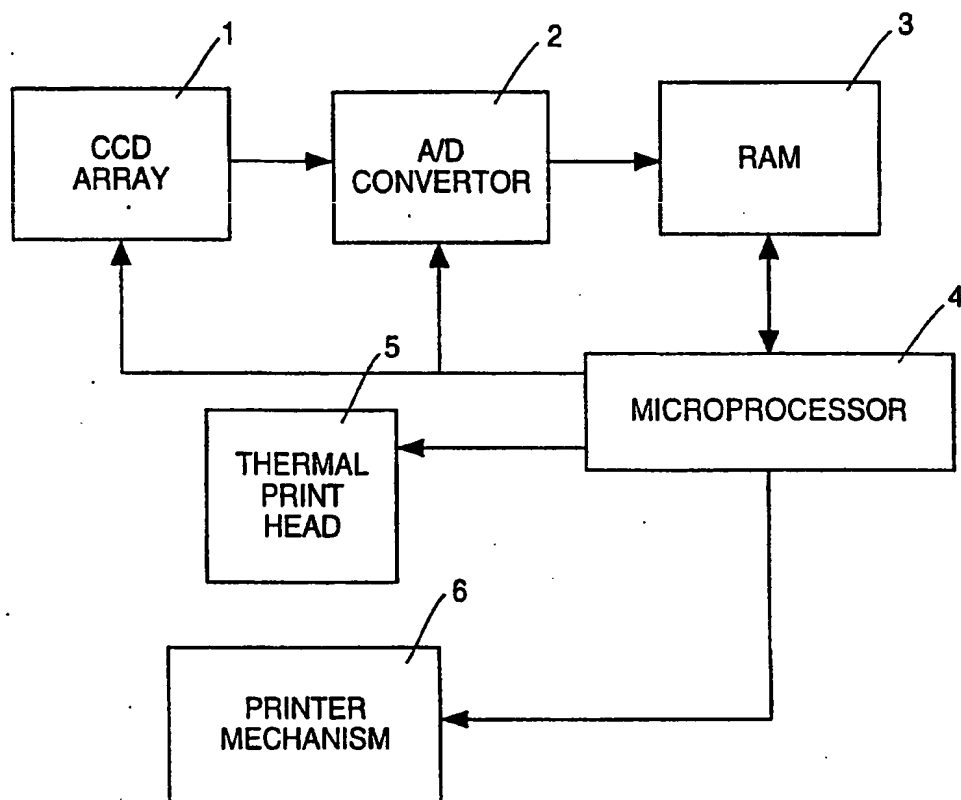 1
CCD
ARRAY
2
A/D
CONVERTOR
3
RAM
4
MICROPROCESSOR
5
THERMAL
PRINT
HEAD
6
PRINTER
MECHANISM